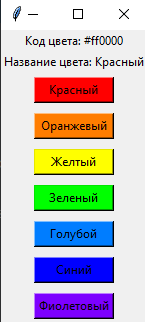 Код цвета: #ff0000
Название цвета: Красный
Красный
Оранжевый
Желтый
Зеленый
Голубой
Синий
Фиолетовый